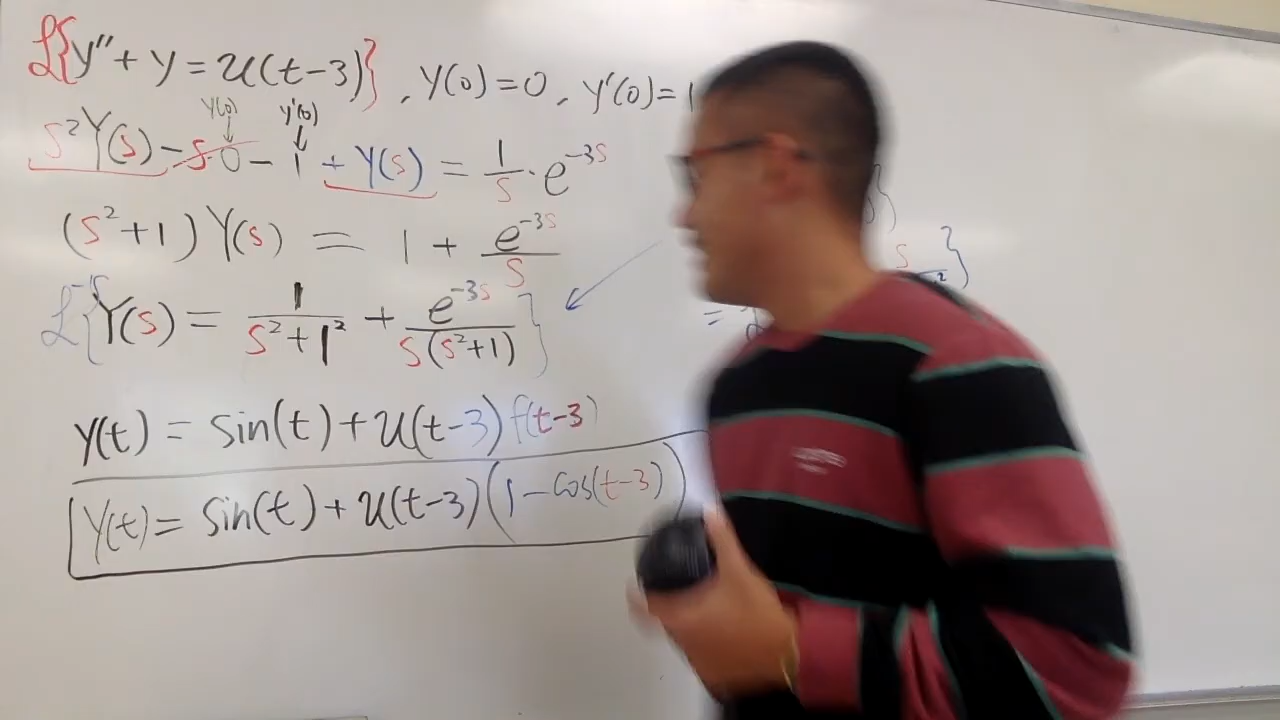 ℒ{y″ + y = u(t-3)}, y(0)=0, y′(0)=1
y(0) y′(0)
s²Y(s) - s·0 - 1 + Y(s) = 1/s · e^(-3s)
(s²+1) Y(s) = 1 + e^(-3s)/s
ℒ⁻¹{Y(s) = 1/(s²+1²) + e^(-3s)/(s(s²+1))}
y(t) = sin(t) + u(t-3) f(t-3)
y(t) = sin(t) + u(t-3)(1 - cos(t-3))